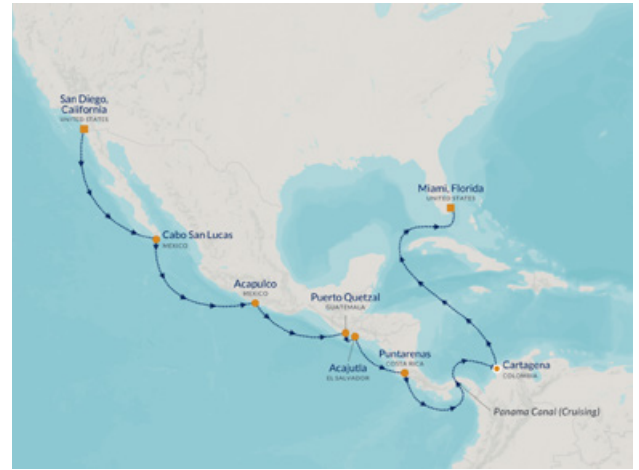 San Diego,
California
UNITED STATES
Miami, Florida
UNITED STATES
Cabo San Lucas
MEXICO
Acapulco
MEXICO
Puerto Quetzal
GUATEMALA
Acajutla
EL SALVADOR
Puntarenas
COSTA RICA
Cartagena
COLOMBIA
Panama Canal (Cruising)